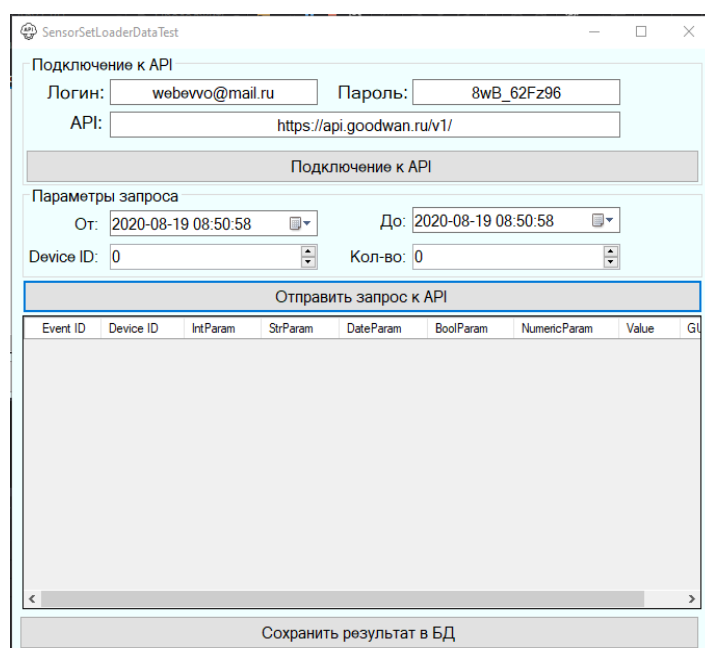 SensorSetLoaderDataTest
Подключение к API
Логин: webevvo@mail.ru Пароль: 8wB_62Fz96
API: https://api.goodwan.ru/v1/
Подключение к API
Параметры запроса
От: 2020-08-19 08:50:58 До: 2020-08-19 08:50:58
Device ID: 0 Кол-во: 0
Отправить запрос к API
Event ID Device ID IntParam StrParam DateParam BoolParam NumericParam Value GU
Сохранить результат в БД